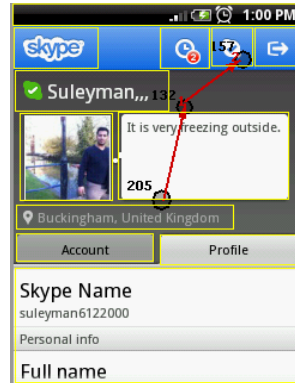 1:00 PM
skype
2
157
Suleyman,,,
132
It is very freezing outside.
205
Buckingham, United Kingdom
Account
Profile
Skype Name
suleyman6122000
Personal info
Full name